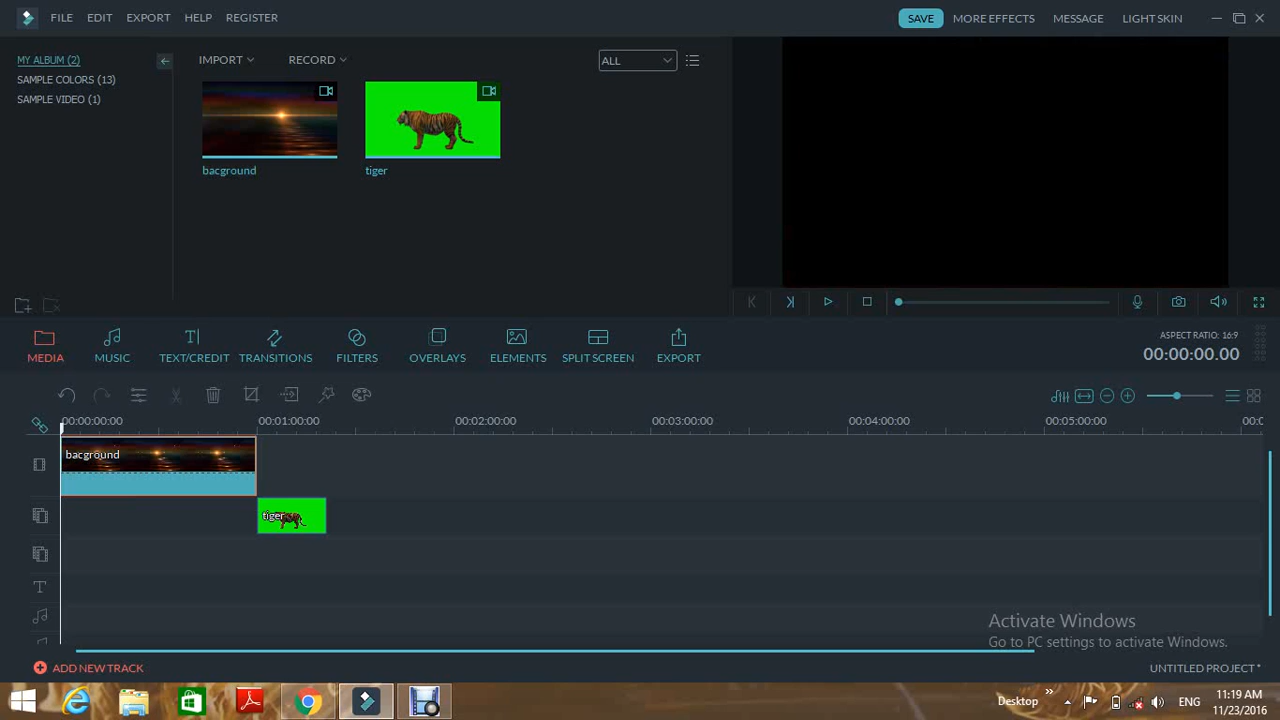 FILE EDIT EXPORT HELP REGISTER SAVE MORE EFFECTS MESSAGE LIGHT SKIN
MY ALBUM (2)
SAMPLE COLORS (13)
SAMPLE VIDEO (1)
IMPORT RECORD ALL
bacground tiger
MEDIA MUSIC TEXT/CREDIT TRANSITIONS FILTERS OVERLAYS ELEMENTS SPLIT SCREEN EXPORT
ASPECT RATIO: 16:9
00:00:00.00
00:00:00:00 00:01:00:00 00:02:00:00 00:03:00:00 00:04:00:00 00:05:00:00
bacground
tiger
T
Activate Windows
Go to PC settings to activate Windows.
ADD NEW TRACK UNTITLED PROJECT *
Desktop ENG 11:19 AM
11/23/2016